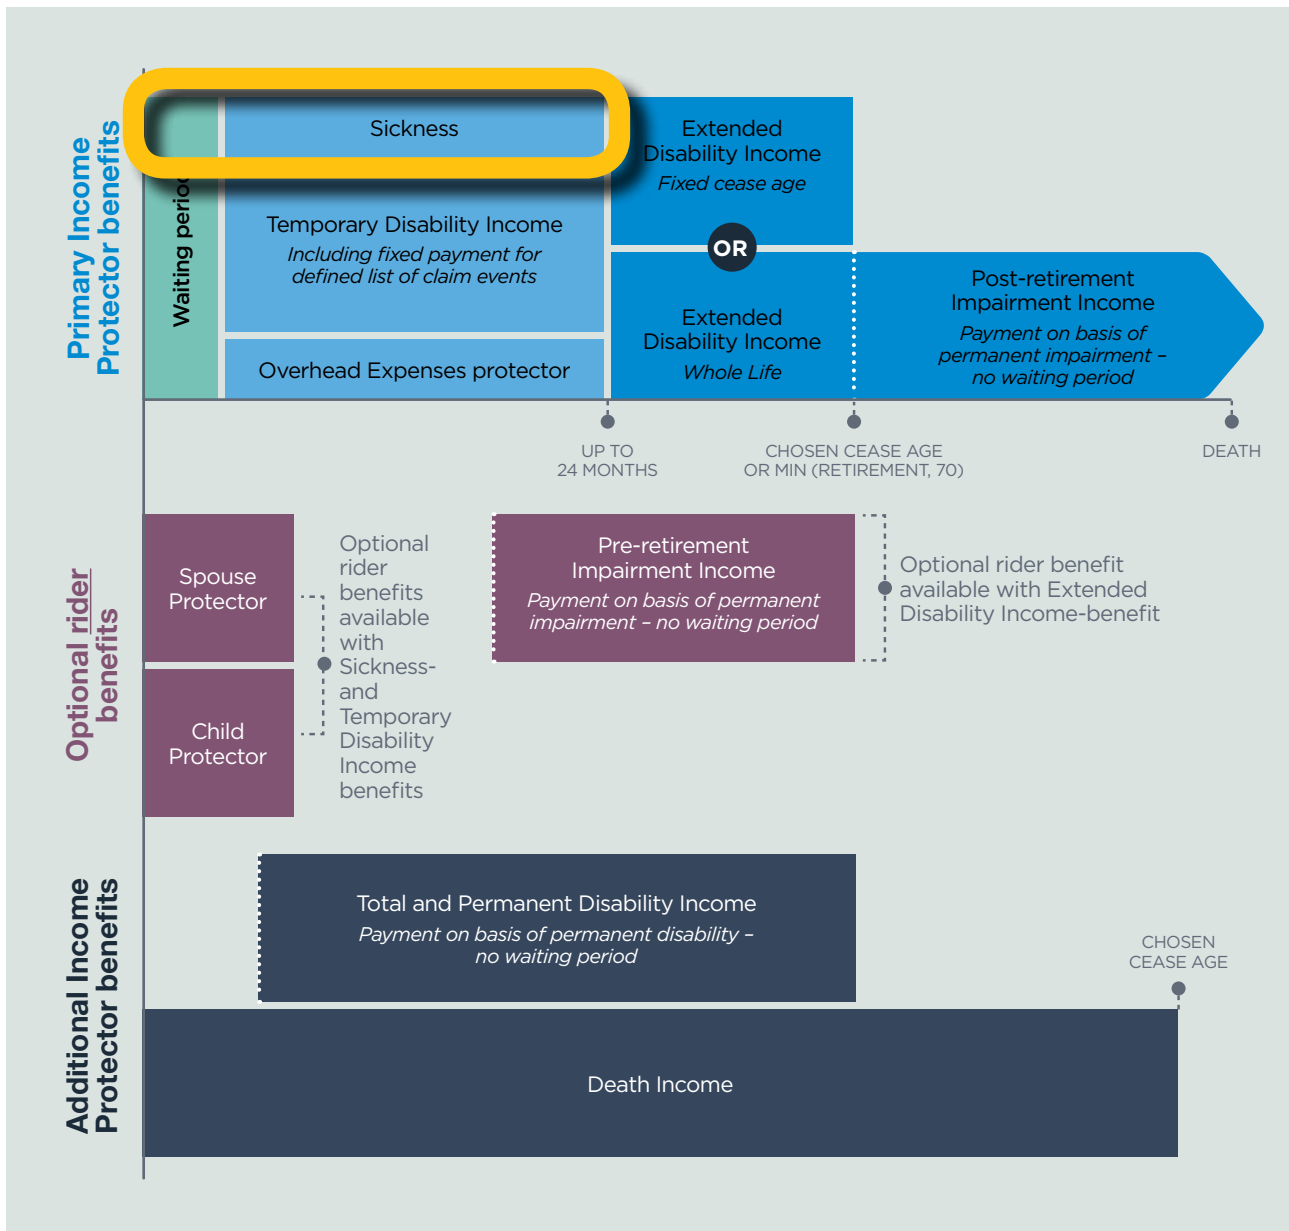 Primary Income
Protector benefits
Waiting period
Sickness
Temporary Disability Income
Including fixed payment for
defined list of claim events
Overhead Expenses protector
Extended
Disability Income
Fixed cease age
OR
Extended
Disability Income
Whole Life
Post-retirement
Impairment Income
Payment on basis of
permanent impairment –
no waiting period
UP TO
24 MONTHS
CHOSEN CEASE AGE
OR MIN (RETIREMENT, 70)
DEATH
Optional rider
benefits
Spouse
Protector
Child
Protector
Optional
rider
benefits
available
with
Sickness-
and
Temporary
Disability
Income
benefits
Pre-retirement
Impairment Income
Payment on basis of permanent
impairment – no waiting period
Optional rider benefit
available with Extended
Disability Income-benefit
Additional Income
Protector benefits
Total and Permanent Disability Income
Payment on basis of permanent disability –
no waiting period
CHOSEN
CEASE AGE
Death Income